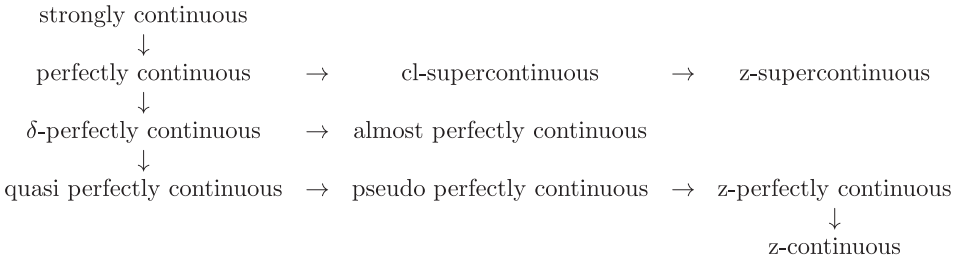 strongly continuous
↓
perfectly continuous → cl-supercontinuous → z-supercontinuous
↓
δ-perfectly continuous → almost perfectly continuous
↓
quasi perfectly continuous → pseudo perfectly continuous → z-perfectly continuous
↓
z-continuous